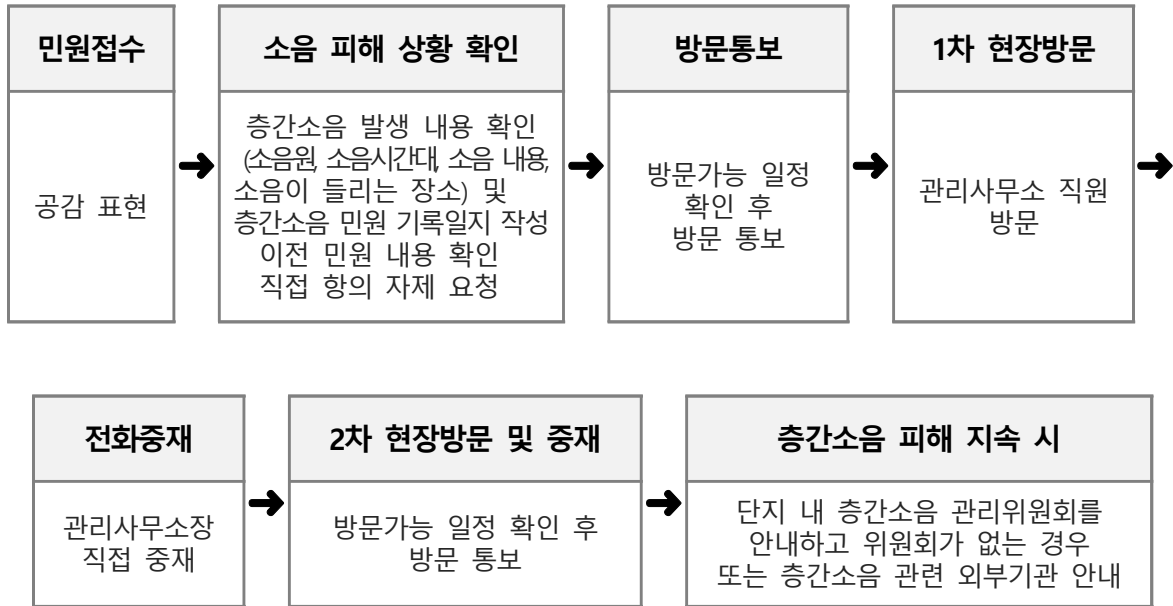 민원접수
공감 표현
소음 피해 상황 확인
층간소음 발생 내용 확인
(소음원, 소음시간대, 소음 내용,
소음이 들리는 장소) 및
층간소음 민원 기록일지 작성
이전 민원 내용 확인
직접 항의 자제 요청
방문통보
방문가능 일정
확인 후
방문 통보
1차 현장방문
관리사무소 직원
방문
전화중재
관리사무소장
직접 중재
2차 현장방문 및 중재
방문가능 일정 확인 후
방문 통보
층간소음 피해 지속 시
단지 내 층간소음 관리위원회를
안내하고 위원회가 없는 경우
또는 층간소음 관련 외부기관 안내